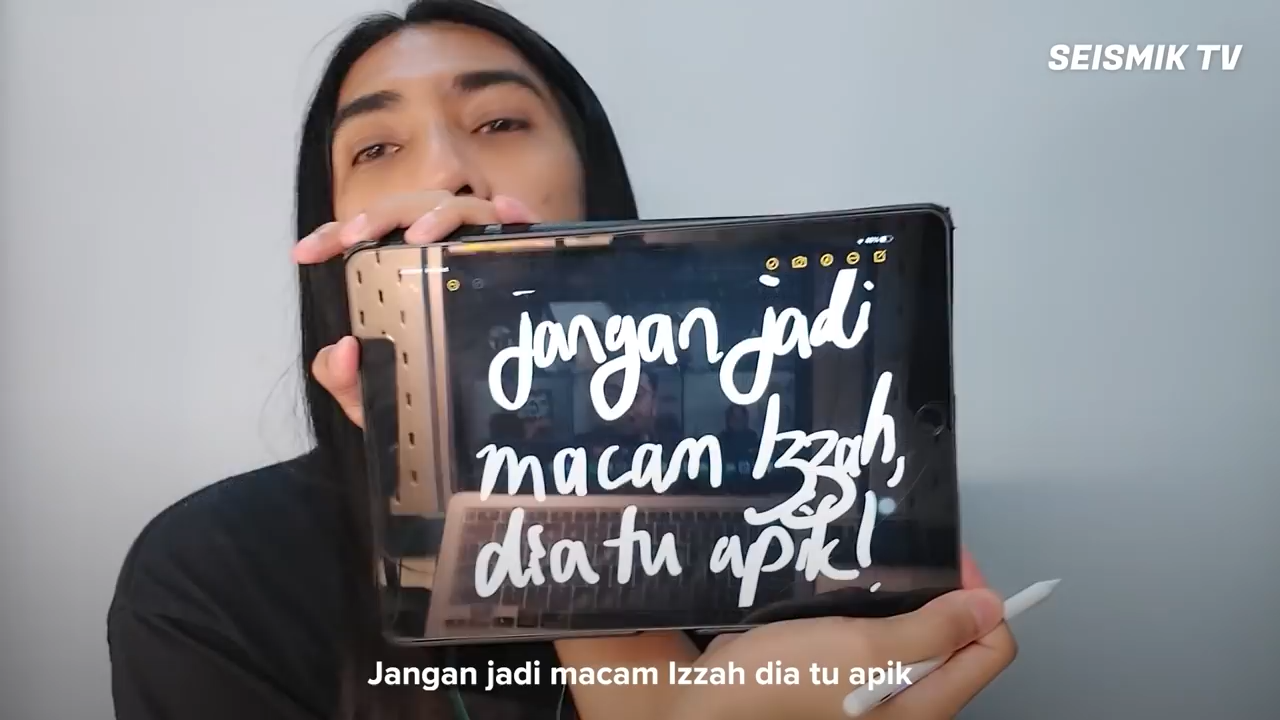 SEISMIK TV
jangan jadi
macam Izzah,
dia tu apik!
Jangan jadi macam Izzah dia tu apik